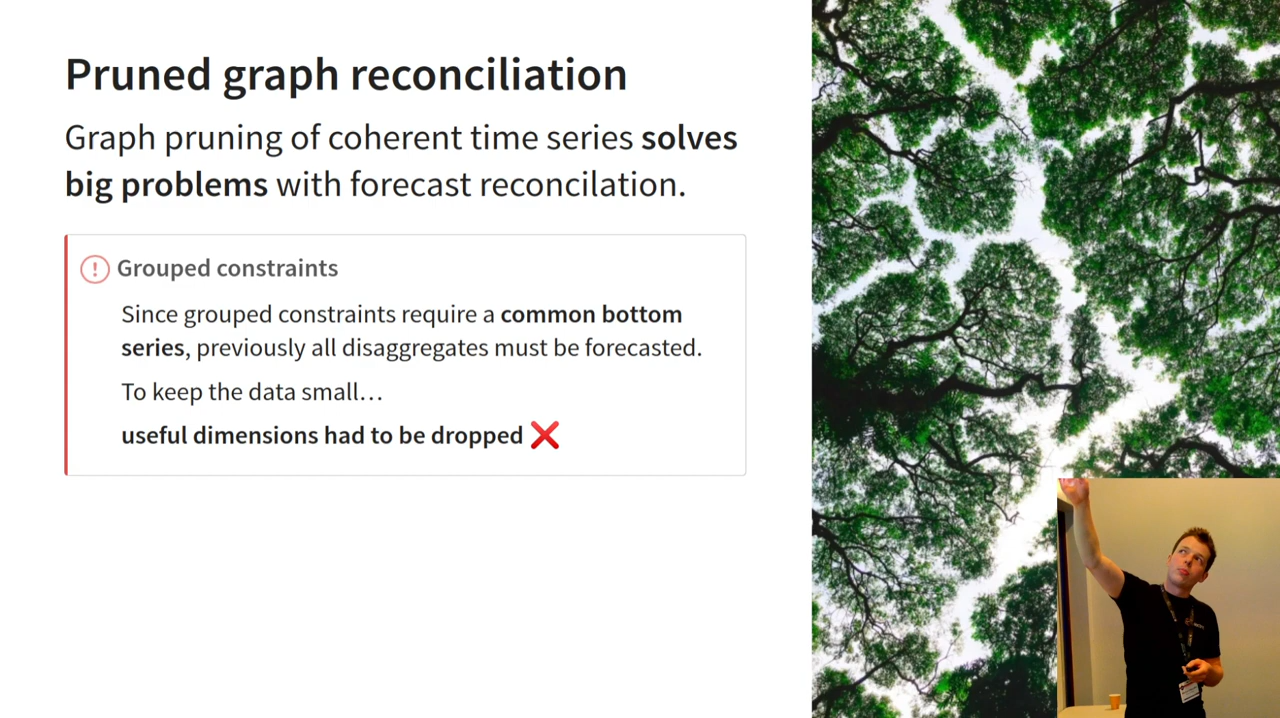 Pruned graph reconciliation
Graph pruning of coherent time series solves
big problems with forecast reconcilation.
Grouped constraints
Since grouped constraints require a common bottom
series, previously all disaggregates must be forecasted.
To keep the data small…
useful dimensions had to be dropped ❌